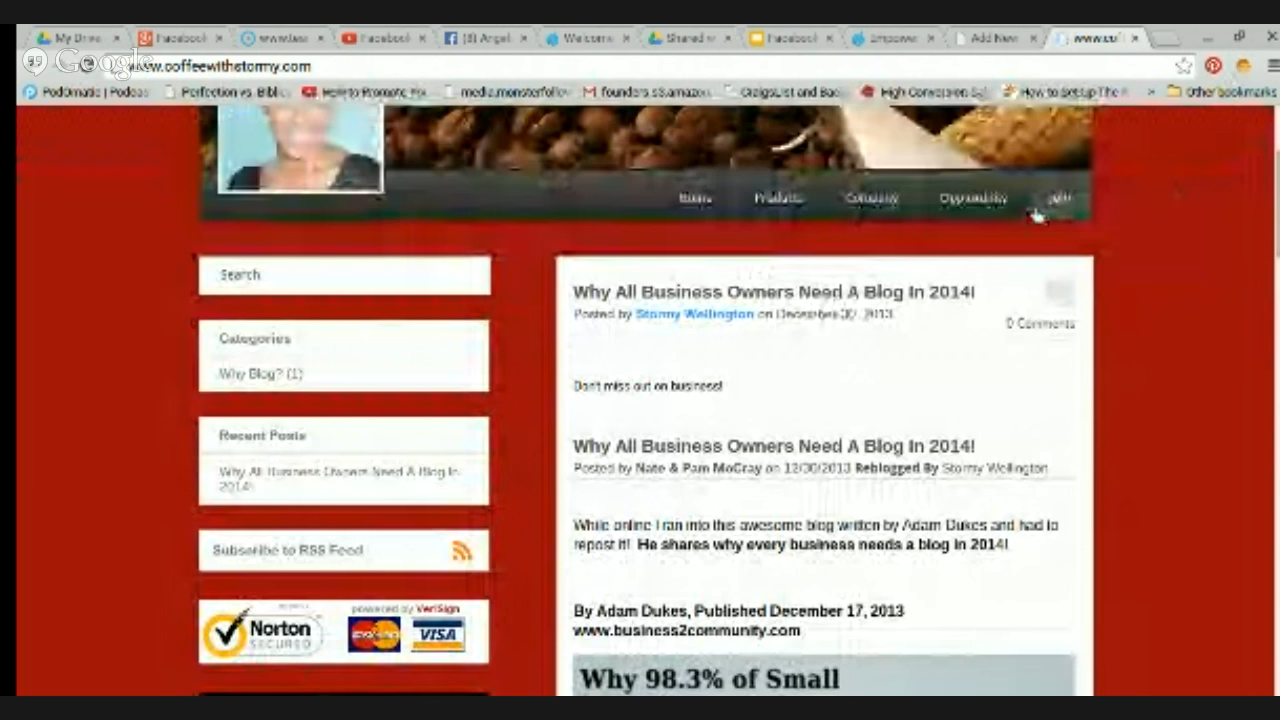 My Drive
Facebook
www.
Facebook
(8) Angel
Welcome
Shared w
Facebook
Empower
Add New
www.cof
Google
www.coffeewithstormy.com
PodOmatic | Podcas
Perfection vs. Biblic
How to Promote You
media.monsterfollow
founders.s3.amazon
CraigsList and Bac
High Conversion Sal
How to Set Up The
»
Other bookmarks
Home
Products
Company
Opportunity
Join
Search
Why All Business Owners Need A Blog In 2014!
Posted by Stormy Wellington on December 30, 2013
0 Comments
Categories
Why Blog? (1)
Don't miss out on business!
Recent Posts
Why All Business Owners Need A Blog In
2014!
Why All Business Owners Need A Blog In 2014!
Posted by Nate & Pam McCray on 12/30/2013 Reblogged By Stormy Wellington
While online I ran into this awesome blog written by Adam Dukes and had to
repost it! He shares why every business needs a blog in 2014!
Subscribe to RSS Feed
Norton
SECURED
powered by VeriSign
MasterCard
VISA
By Adam Dukes, Published December 17, 2013
www.business2community.com
Why 98.3% of Small